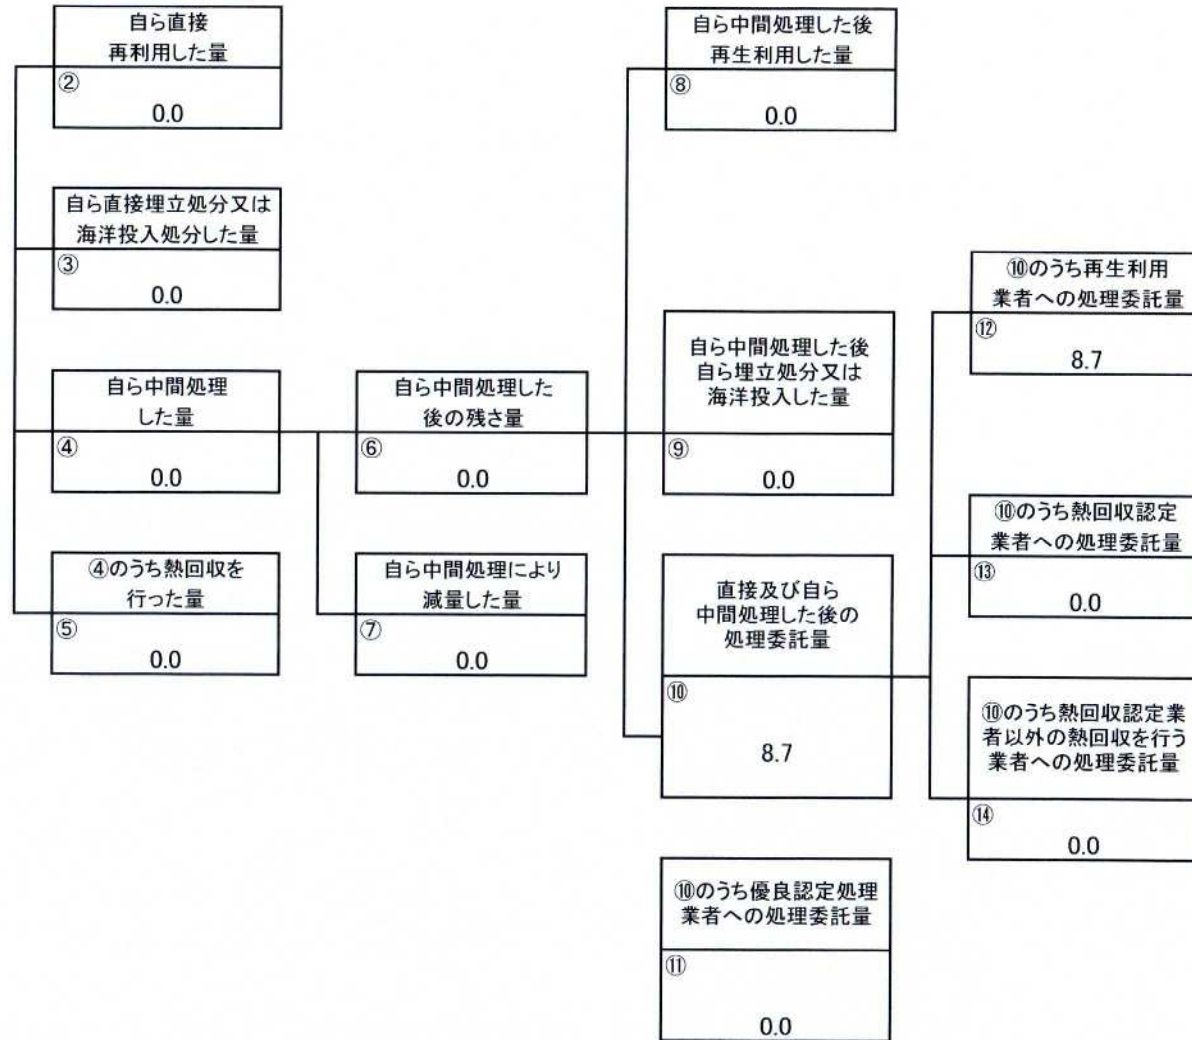 自ら直接
再利用した量
②
0.0
自ら直接埋立処分又は
海洋投入処分した量
③
0.0
自ら中間処理
した量
④
0.0
④のうち熱回収を
行った量
⑤
0.0
自ら中間処理した
後の残さ量
⑥
0.0
自ら中間処理により
減量した量
⑦
0.0
自ら中間処理した後
再生利用した量
⑧
0.0
自ら中間処理した後
自ら埋立処分又は
海洋投入した量
⑨
0.0
直接及び自ら
中間処理した後の
処理委託量
⑩
8.7
⑩のうち優良認定処理
業者への処理委託量
⑪
0.0
⑩のうち再生利用
業者への処理委託量
⑫
8.7
⑩のうち熱回収認定
業者への処理委託量
⑬
0.0
⑩のうち熱回収認定業
者以外の熱回収を行う
業者への処理委託量
⑭
0.0